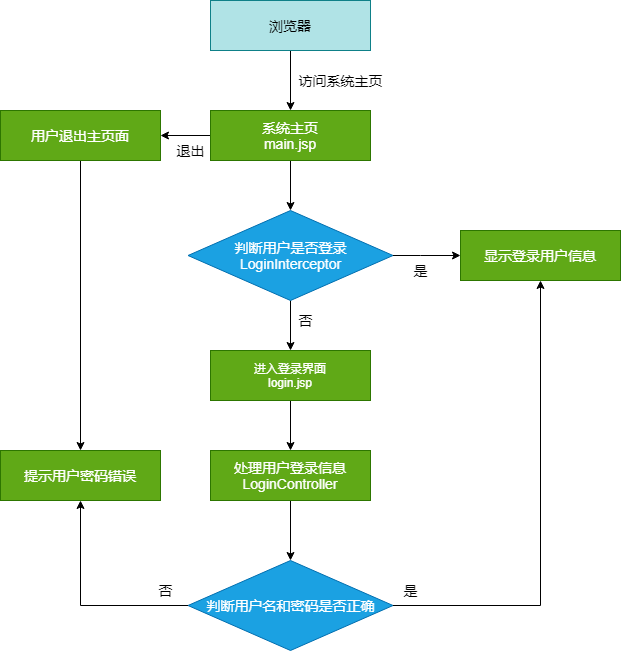 浏览器
访问系统主页
用户退出主页面
退出
系统主页
main.jsp
判断用户是否登录
LoginInterceptor
是
显示登录用户信息
否
进入登录界面
login.jsp
提示用户密码错误
处理用户登录信息
LoginController
否
判断用户名和密码是否正确
是